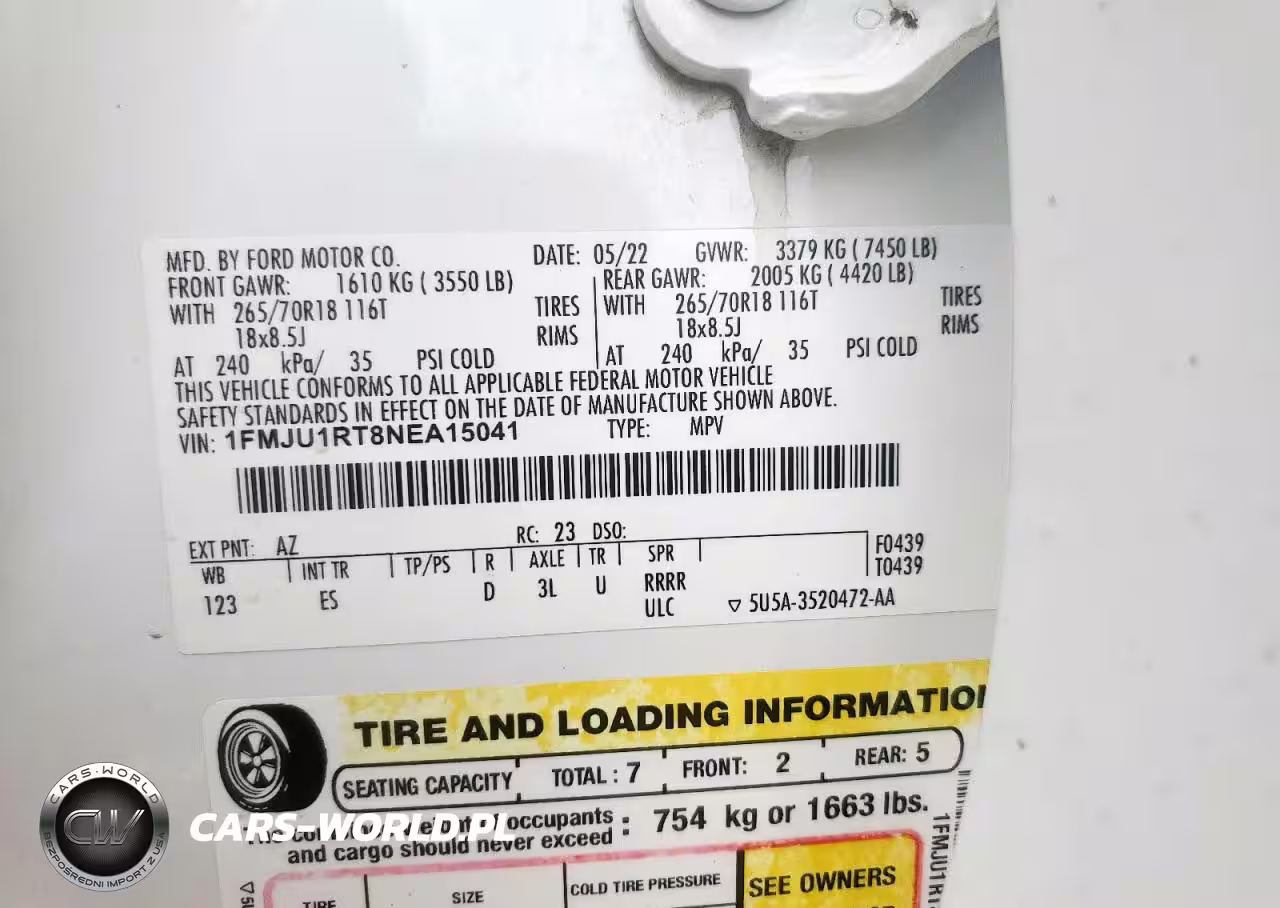 MFD. BY FORD MOTOR CO. DATE: 05/22 GVWR: 3379 KG ( 7450 LB)
FRONT GAWR: 1610 KG ( 3550 LB) REAR GAWR: 2005 KG ( 4420 LB)
WITH 265/70R18 116T TIRES WITH 265/70R18 116T TIRES
18x8.5J RIMS 18x8.5J RIMS
AT 240 kPa/ 35 PSI COLD AT 240 kPa/ 35 PSI COLD
THIS VEHICLE CONFORMS TO ALL APPLICABLE FEDERAL MOTOR VEHICLE
SAFETY STANDARDS IN EFFECT ON THE DATE OF MANUFACTURE SHOWN ABOVE.
VIN: 1FMJU1RT8NEA15041 TYPE: MPV
EXT PNT: AZ RC: 23 DSO:
WB INT TR TP/PS R AXLE TR SPR F0439
T0439
123 ES D 3L U RRRR
ULC ▽ 5U5A-3520472-AA
TIRE AND LOADING INFORMATION
SEATING CAPACITY TOTAL : 7 FRONT: 2 REAR: 5
occupants : 754 kg or 1663 lbs.
and cargo should never exceed
TIRE SIZE COLD TIRE PRESSURE SEE OWNERS
1FMJU1R
CARS-WORLD
CW
BEZPOŚREDNI IMPORT Z USA
CARS-WORLD.PL